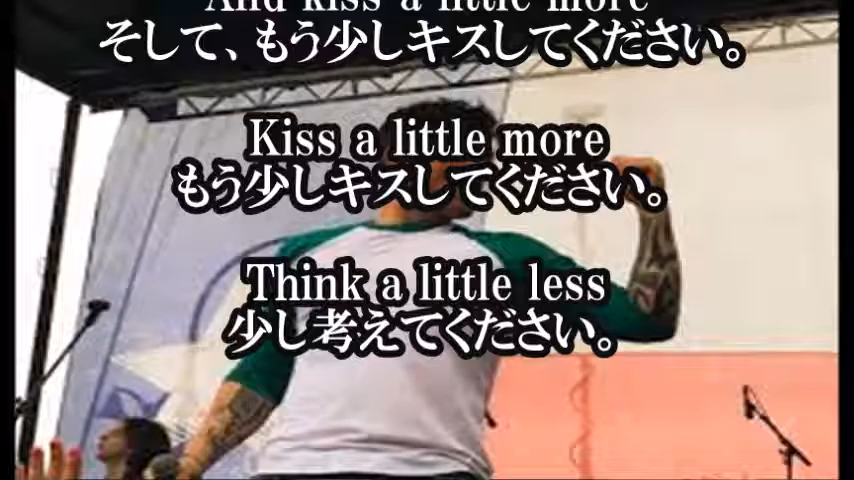 And kiss a little more
そして、もう少しキスしてください。
Kiss a little more
もう少しキスしてください。
Think a little less
少し考えてください。